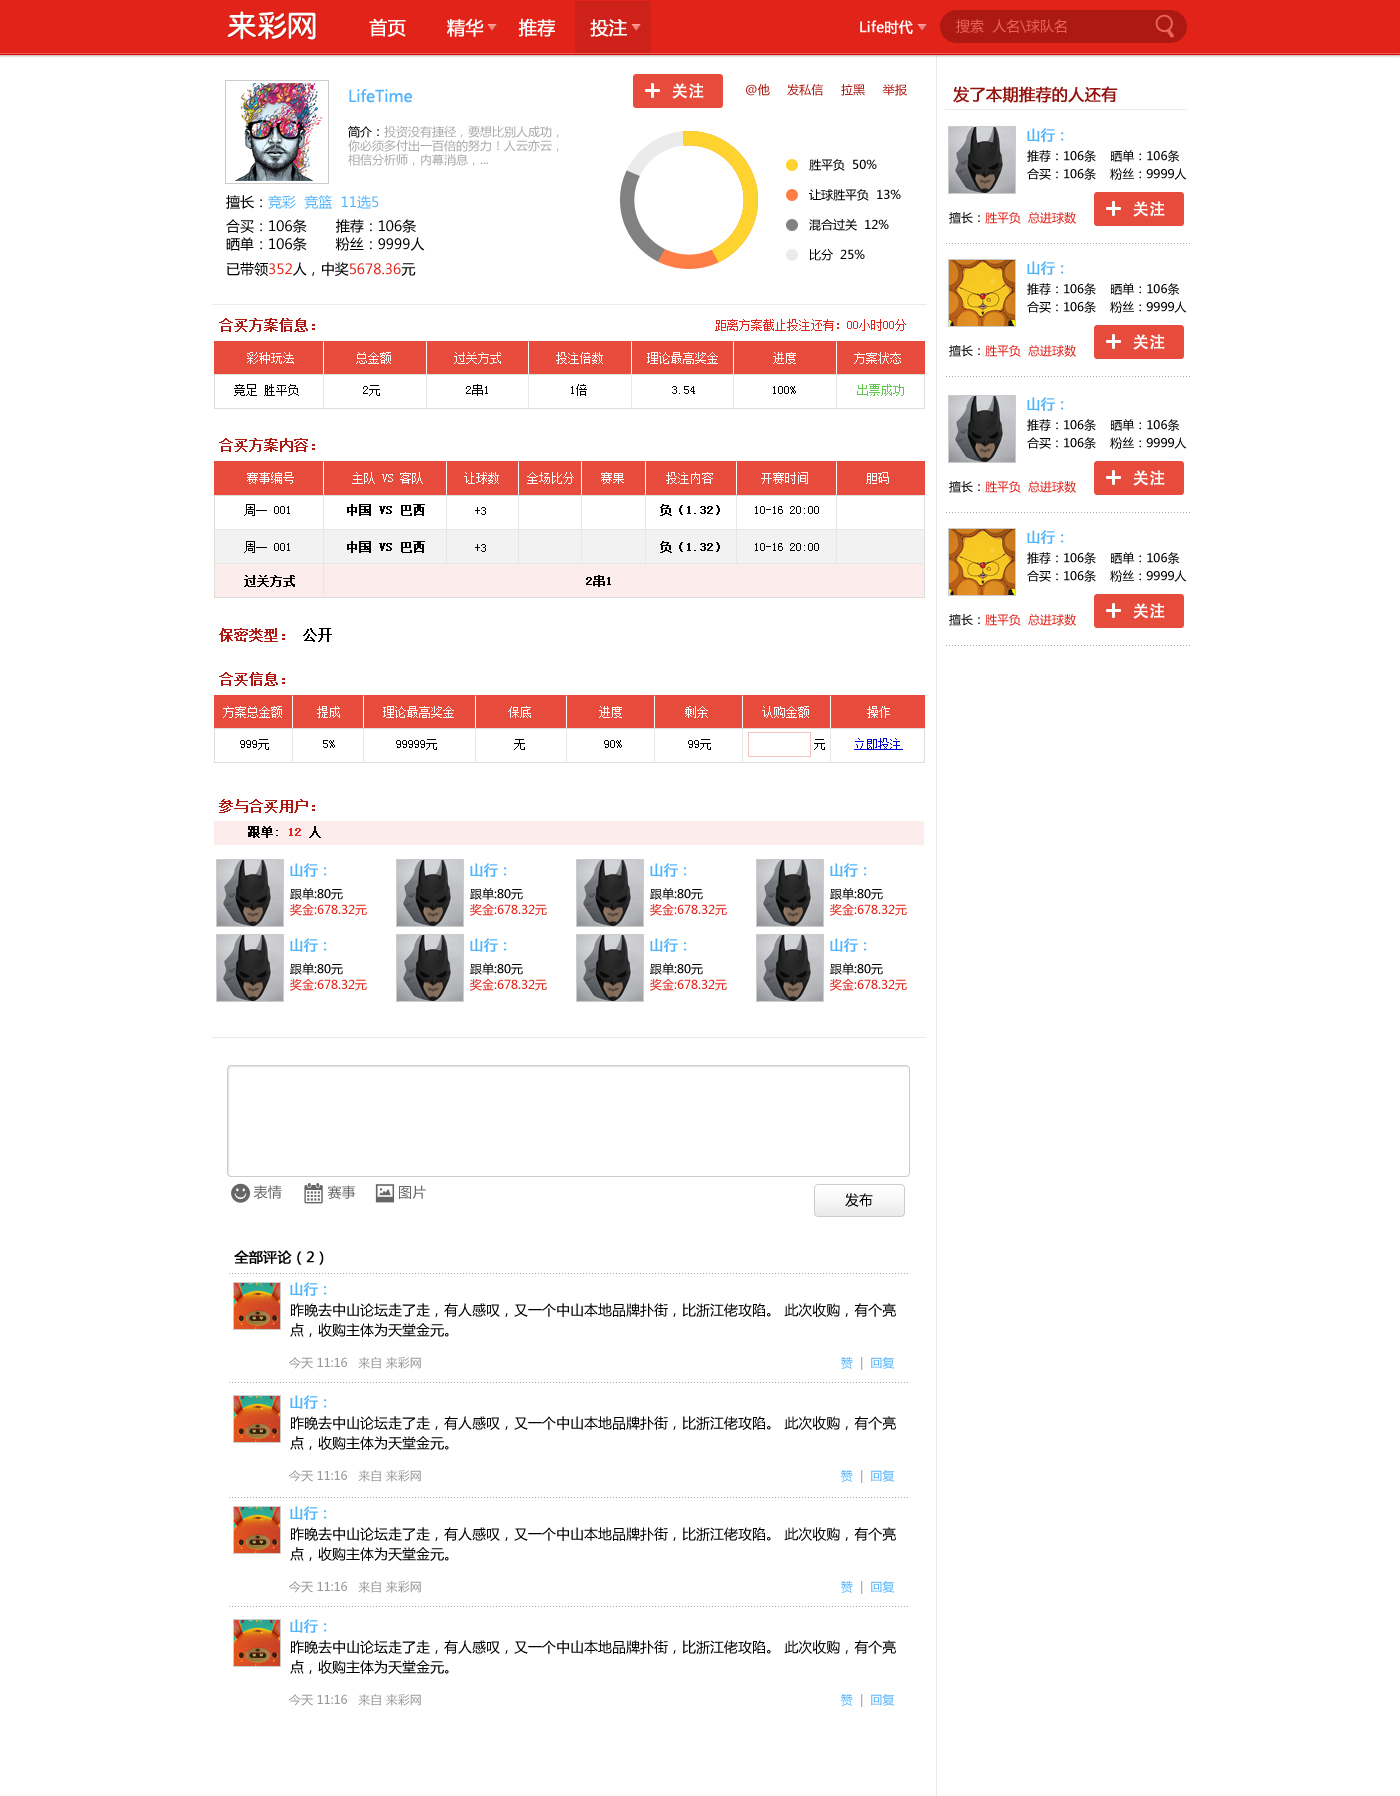 来彩网 首页 精华 推荐 投注 Life时代 搜索 人名\球队名
LifeTime
简介：投资没有捷径，要想比别人成功，
你必须多付出一百倍的努力！人云亦云，
相信分析师，内幕消息，...
擅长：竞彩 竞篮 11选5
合买：106条 推荐：106条
晒单：106条 粉丝：9999人
已带领352人，中奖5678.36元
关注 @他 发私信 拉黑 举报
胜平负 50%
让球胜平负 13%
混合过关 12%
比分 25%
合买方案信息： 距离方案截止投注还有：00小时00分
彩种玩法 总金额 过关方式 投注倍数 理论最高奖金 进度 方案状态
竟足 胜平负 2元 2串1 1倍 3.54 100% 出票成功
合买方案内容：
赛事编号 主队 VS 客队 让球数 全场比分 赛果 投注内容 开赛时间 胆码
周一 001 中国 VS 巴西 +3 负（1.32） 10-16 20:00
周一 001 中国 VS 巴西 +3 负（1.32） 10-16 20:00
过关方式 2串1
保密类型： 公开
合买信息：
方案总金额 提成 理论最高奖金 保底 进度 剩余 认购金额 操作
999元 5% 99999元 无 90% 99元 元 立即投注
参与合买用户：
跟单：12 人
山行： 山行： 山行： 山行：
跟单:80元 跟单:80元 跟单:80元 跟单:80元
奖金:678.32元 奖金:678.32元 奖金:678.32元 奖金:678.32元
山行： 山行： 山行： 山行：
跟单:80元 跟单:80元 跟单:80元 跟单:80元
奖金:678.32元 奖金:678.32元 奖金:678.32元 奖金:678.32元
表情 赛事 图片 发布
全部评论（2）
山行：
昨晚去中山论坛走了走，有人感叹，又一个中山本地品牌扑街，比浙江佬攻陷。 此次收购，有个亮
点，收购主体为天堂金元。
今天 11:16 来自 来彩网 赞 | 回复
山行：
昨晚去中山论坛走了走，有人感叹，又一个中山本地品牌扑街，比浙江佬攻陷。 此次收购，有个亮
点，收购主体为天堂金元。
今天 11:16 来自 来彩网 赞 | 回复
山行：
昨晚去中山论坛走了走，有人感叹，又一个中山本地品牌扑街，比浙江佬攻陷。 此次收购，有个亮
点，收购主体为天堂金元。
今天 11:16 来自 来彩网 赞 | 回复
山行：
昨晚去中山论坛走了走，有人感叹，又一个中山本地品牌扑街，比浙江佬攻陷。 此次收购，有个亮
点，收购主体为天堂金元。
今天 11:16 来自 来彩网 赞 | 回复
发了本期推荐的人还有
山行：
推荐：106条 晒单：106条
合买：106条 粉丝：9999人
关注
擅长：胜平负 总进球数
山行：
推荐：106条 晒单：106条
合买：106条 粉丝：9999人
关注
擅长：胜平负 总进球数
山行：
推荐：106条 晒单：106条
合买：106条 粉丝：9999人
关注
擅长：胜平负 总进球数
山行：
推荐：106条 晒单：106条
合买：106条 粉丝：9999人
关注
擅长：胜平负 总进球数